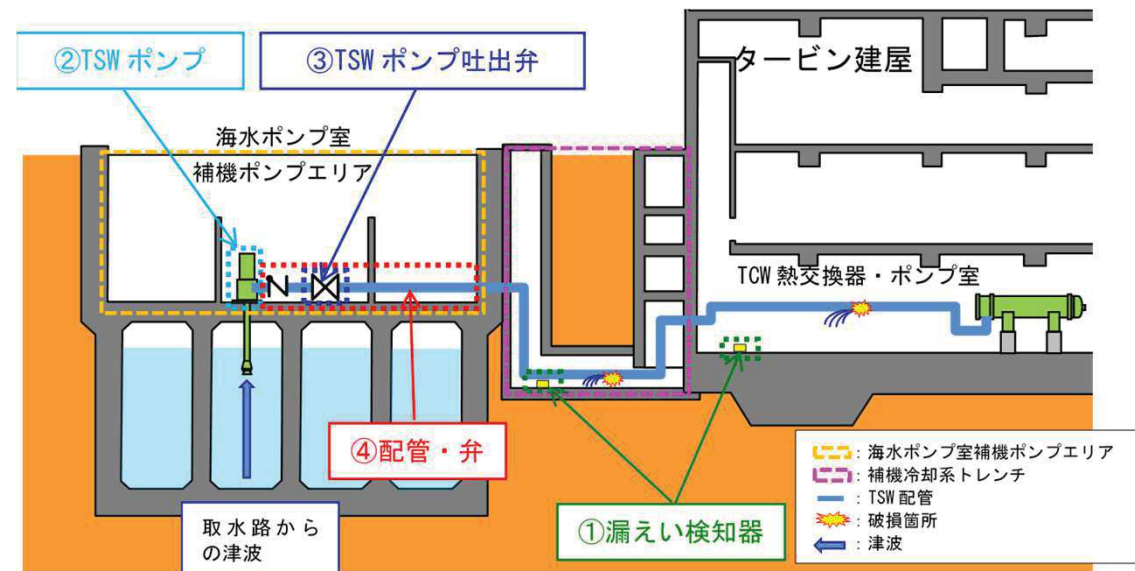 ②TSW ポンプ
③TSW ポンプ吐出弁
タービン建屋
海水ポンプ室
補機ポンプエリア
TCW 熱交換器・ポンプ室
④配管・弁
取水路から
の津波
①漏えい検知器
:海水ポンプ室補機ポンプエリア
:補機冷却系トレンチ
:TSW 配管
:破損箇所
:津波